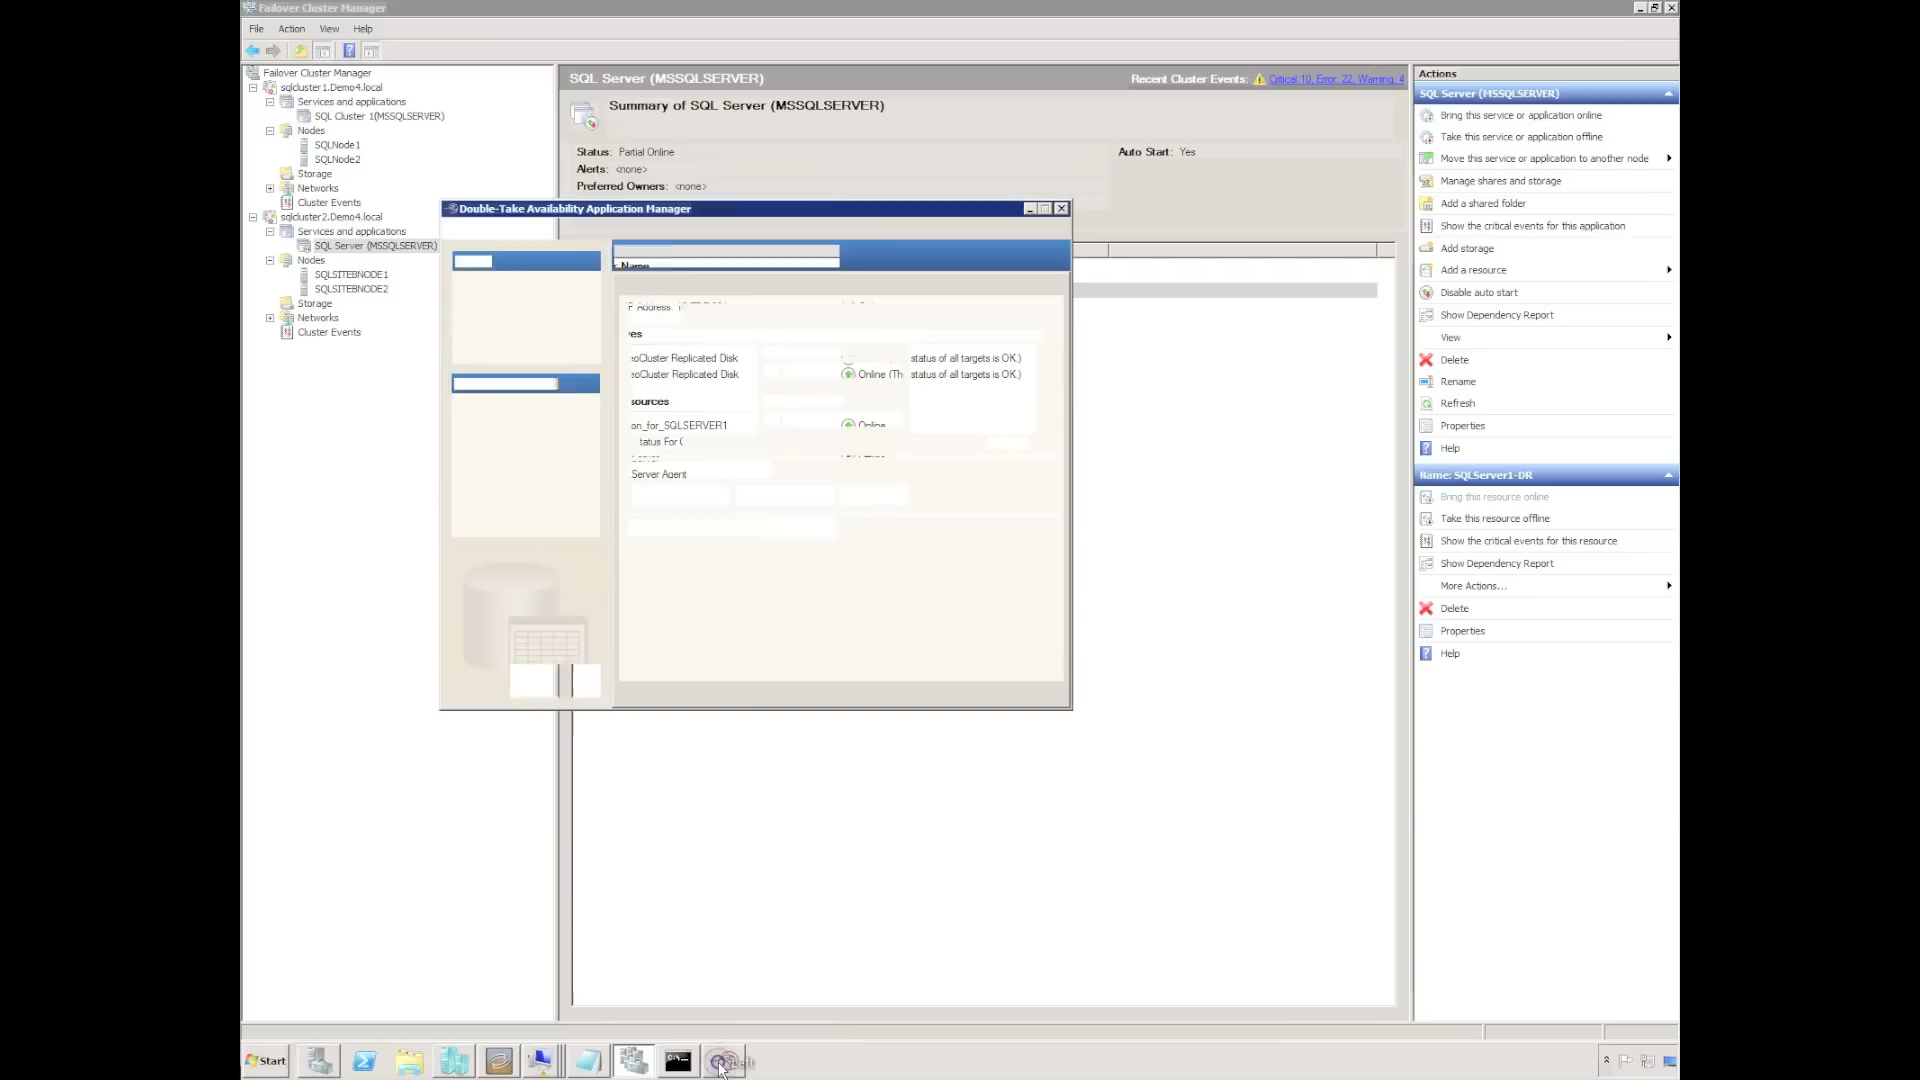 Failover Cluster Manager
File Action View Help
Failover Cluster Manager
sqlcluster1.Demo4.local
Services and applications
SQL Cluster 1(MSSQLSERVER)
Nodes
SQLNode1
SQLNode2
Storage
Networks
Cluster Events
sqlcluster2.Demo4.local
Services and applications
SQL Server (MSSQLSERVER)
Nodes
SQLSITEBNODE1
SQLSITEBNODE2
Storage
Networks
Cluster Events
SQL Server (MSSQLSERVER)
Recent Cluster Events: Critical 10, Error: 22, Warning: 4
Summary of SQL Server (MSSQLSERVER)
Status: Partial Online
Auto Start: Yes
Alerts: <none>
Preferred Owners: <none>
Double-Take Availability Application Manager
Name
Address:
Cluster Replicated Disk
status of all targets is OK.)
Cluster Replicated Disk
Online (Th
status of all targets is OK.)
sources
on_for_SQLSERVER1
Online
tatus For
Server Agent
Actions
SQL Server (MSSQLSERVER)
Bring this service or application online
Take this service or application offline
Move this service or application to another node
Manage shares and storage
Add a shared folder
Show the critical events for this application
Add storage
Add a resource
Disable auto start
Show Dependency Report
View
Delete
Rename
Refresh
Properties
Help
Name: SQLServer1-DR
Bring this resource online
Take this resource offline
Show the critical events for this resource
Show Dependency Report
More Actions...
Delete
Properties
Help
Start